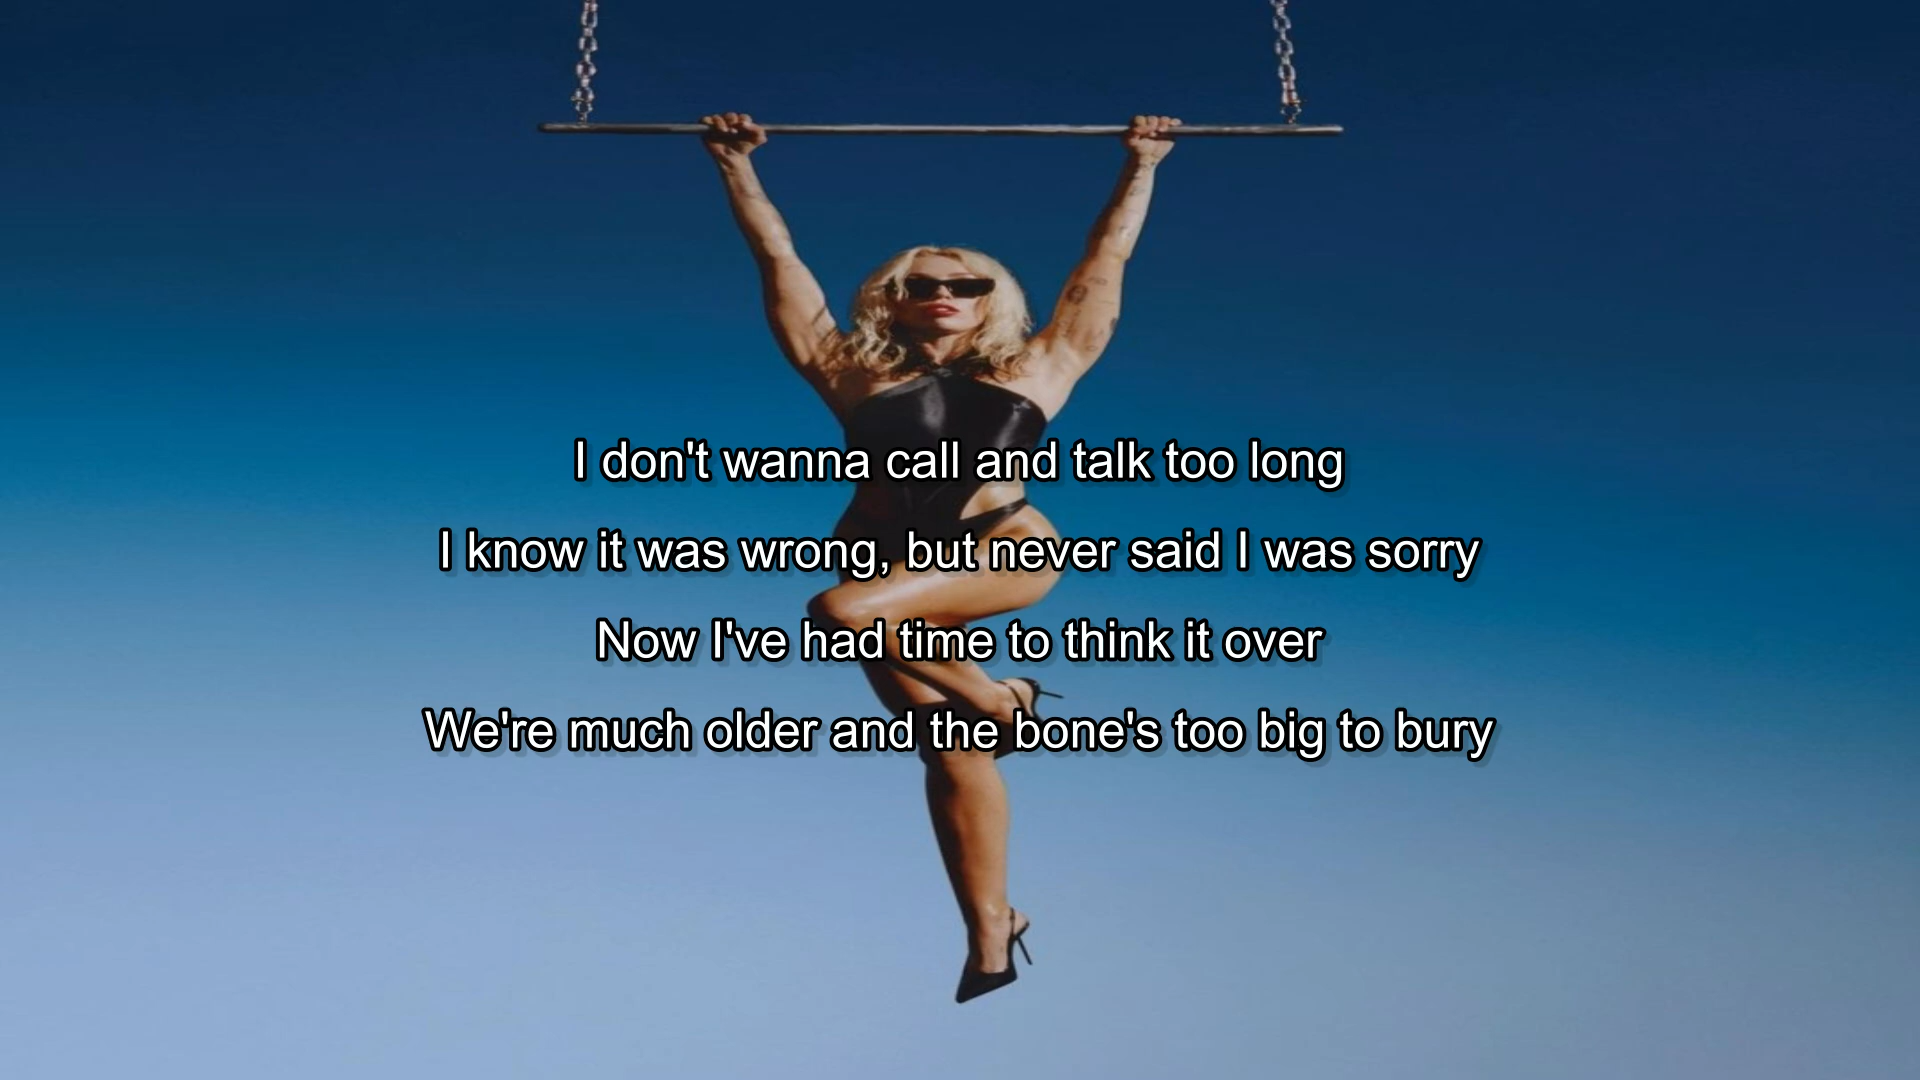 I don't wanna call and talk too long
I know it was wrong, but never said I was sorry
Now I've had time to think it over
We're much older and the bone's too big to bury